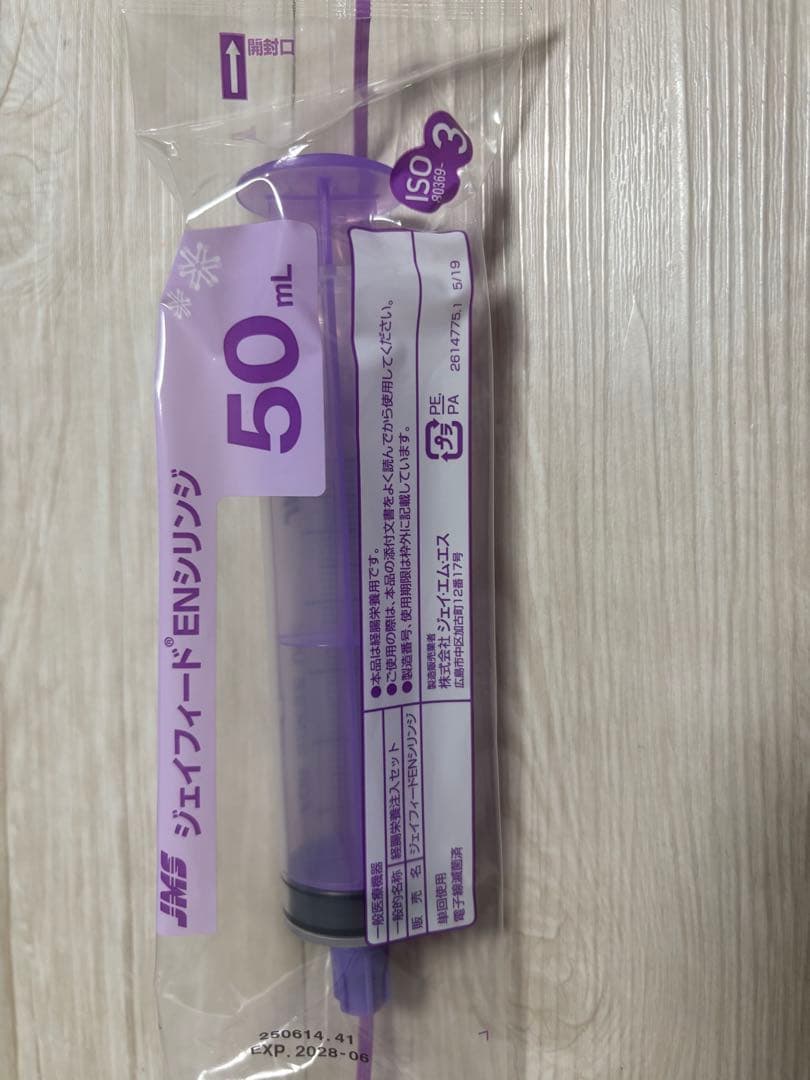 開封口
ISO
80369-3
JMS ジェイフィード® ENシリンジ
50 mL
●本品は経腸栄養用です。
●ご使用の際は、本品の添付文書をよく読んでから使用してください。
●製造番号、使用期限は枠外に記載しています。
一般医療機器
一般的名称 経腸栄養注入セット
販売名 ジェイフィードENシリンジ
単回使用
電子線滅菌済
製造販売業者
株式会社 ジェイ・エム・エス
広島市中区加古町12番17号
プラ
PE,
PA
2614775.1 5/19
250614.41
EXP. 2028-06